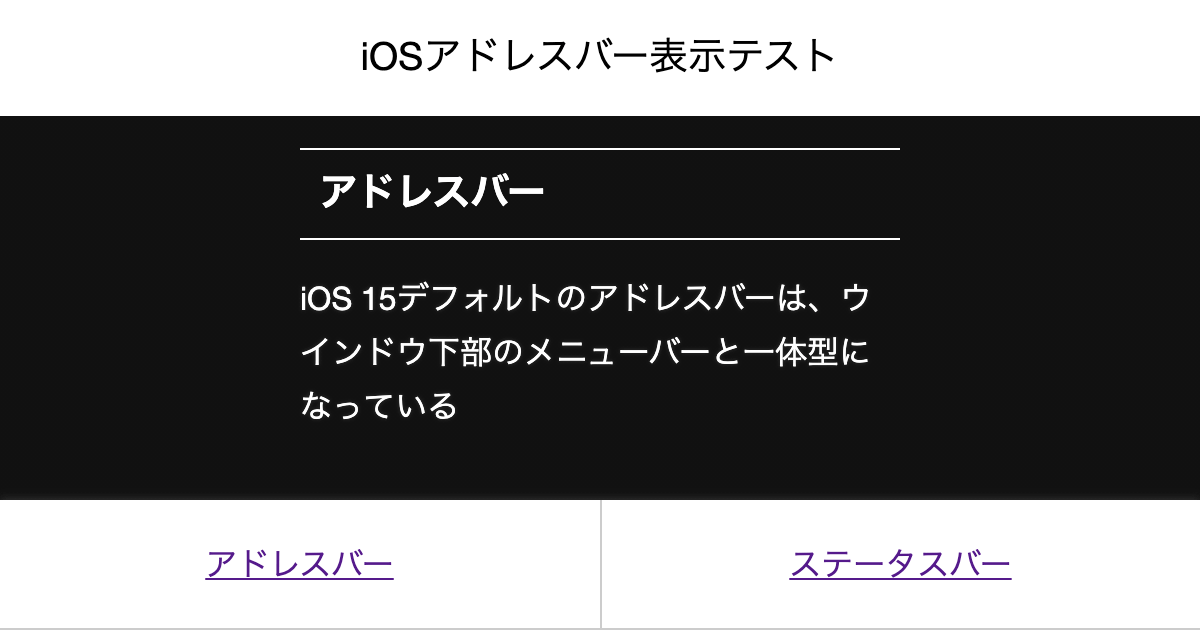 iOSアドレスバー表示テスト
アドレスバー
iOS 15デフォルトのアドレスバーは、ウ
インドウ下部のメニューバーと一体型に
なっている
アドレスバー
ステータスバー